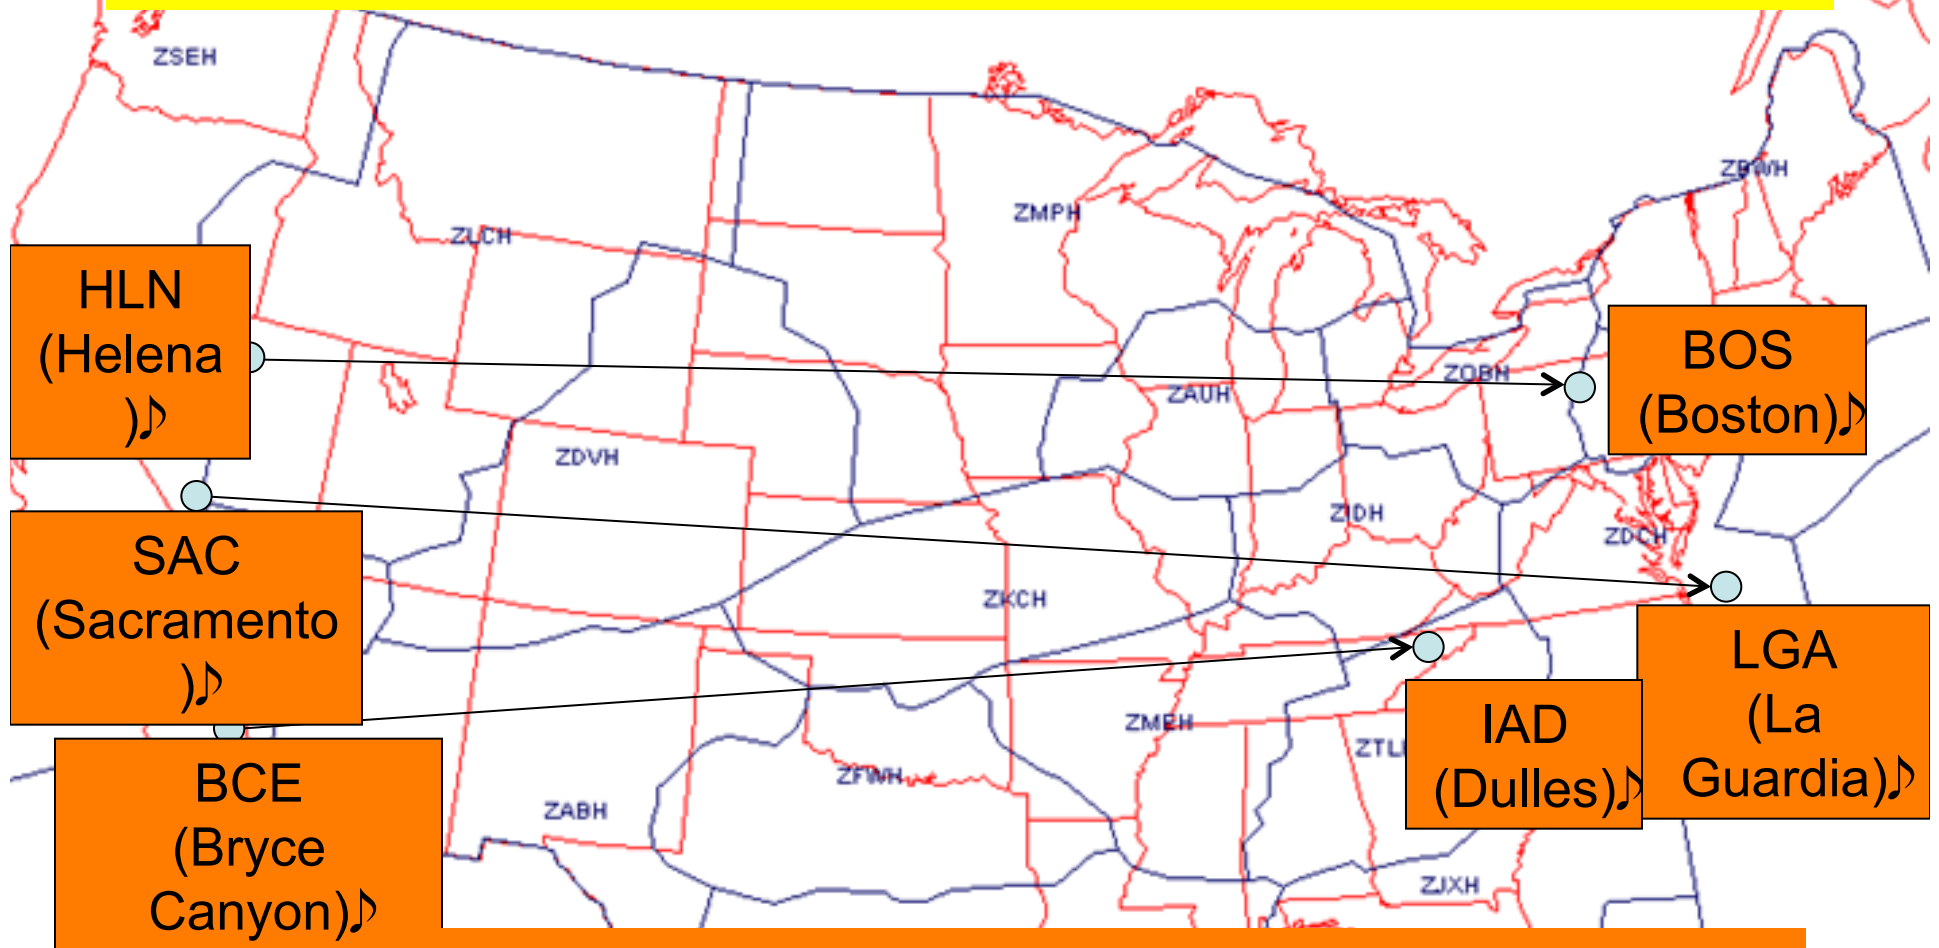 ZSEH
ZBWH
ZMPH
ZLCH
HLN
(Helena
)♪
BOS
(Boston)♪
ZOBH
ZAUH
ZDVH
ZIDH
ZDCH
SAC
(Sacramento
)♪
ZKCH
LGA
(La
Guardia)♪
IAD
(Dulles)♪
ZMEH
ZTL
ZFWH
BCE
(Bryce
Canyon)♪
ZABH
ZJXH